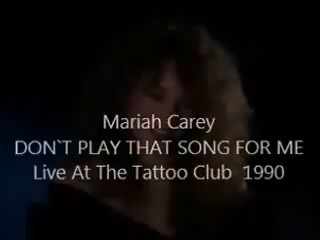 Mariah Carey
DON`T PLAY THAT SONG FOR ME
Live At The Tattoo Club  1990